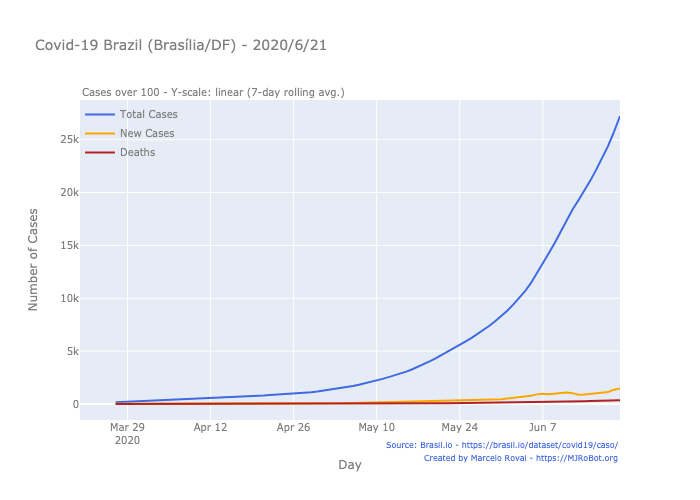 Covid-19 Brazil (Brasília/DF) - 2020/6/21
Cases over 100 - Y-scale: linear (7-day rolling avg.)
Total Cases
New Cases
Deaths
25k
20k
15k
10k
5k
0
Number of Cases
Mar 29
2020
Apr 12
Apr 26
May 10
May 24
Jun 7
Day
Source: Brasil.io - https://brasil.io/dataset/covid19/caso/
Created by Marcelo Rovai - https://MJRoBot.org